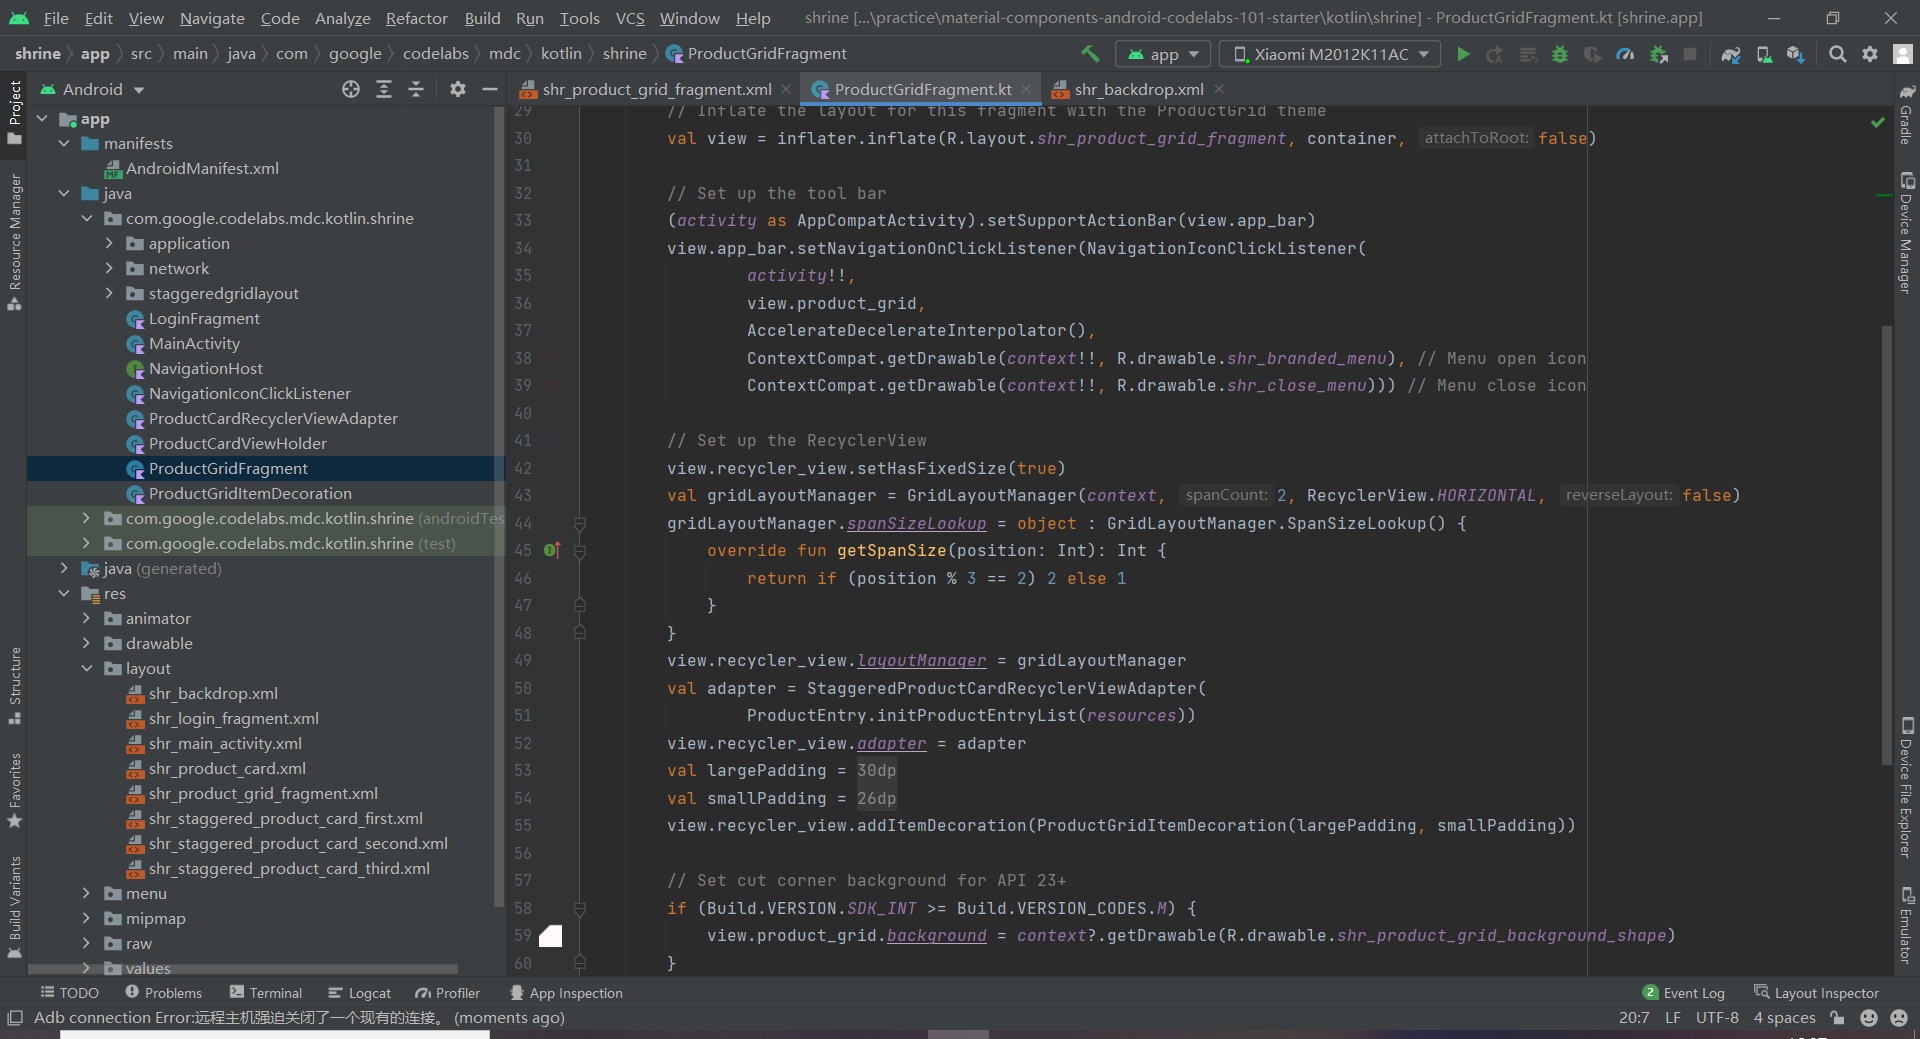 File Edit View Navigate Code Analyze Refactor Build Run Tools VCS Window Help shrine [...\practice\material-components-android-codelabs-101-starter\kotlin\shrine] - ProductGridFragment.kt [shrine.app]
shrine app src main java com google codelabs mdc kotlin shrine ProductGridFragment app Xiaomi M2012K11AC
Android
shr_product_grid_fragment.xml ProductGridFragment.kt shr_backdrop.xml
Project
Resource Manager
Structure
Favorites
Build Variants
app
manifests
AndroidManifest.xml
java
com.google.codelabs.mdc.kotlin.shrine
application
network
staggeredgridlayout
LoginFragment
MainActivity
NavigationHost
NavigationIconClickListener
ProductCardRecyclerViewAdapter
ProductCardViewHolder
ProductGridFragment
ProductGridItemDecoration
com.google.codelabs.mdc.kotlin.shrine (androidTes
com.google.codelabs.mdc.kotlin.shrine (test)
java (generated)
res
animator
drawable
layout
shr_backdrop.xml
shr_login_fragment.xml
shr_main_activity.xml
shr_product_card.xml
shr_product_grid_fragment.xml
shr_staggered_product_card_first.xml
shr_staggered_product_card_second.xml
shr_staggered_product_card_third.xml
menu
mipmap
raw
values
29 // Inflate the layout for this fragment with the ProductGrid theme
30 val view = inflater.inflate(R.layout.shr_product_grid_fragment, container, attachToRoot: false)
31
32 // Set up the tool bar
33 (activity as AppCompatActivity).setSupportActionBar(view.app_bar)
34 view.app_bar.setNavigationOnClickListener(NavigationIconClickListener(
35 activity!!,
36 view.product_grid,
37 AccelerateDecelerateInterpolator(),
38 ContextCompat.getDrawable(context!!, R.drawable.shr_branded_menu), // Menu open icon
39 ContextCompat.getDrawable(context!!, R.drawable.shr_close_menu))) // Menu close icon
40
41 // Set up the RecyclerView
42 view.recycler_view.setHasFixedSize(true)
43 val gridLayoutManager = GridLayoutManager(context, spanCount: 2, RecyclerView.HORIZONTAL, reverseLayout: false)
44 gridLayoutManager.spanSizeLookup = object : GridLayoutManager.SpanSizeLookup() {
45 override fun getSpanSize(position: Int): Int {
46 return if (position % 3 == 2) 2 else 1
47 }
48 }
49 view.recycler_view.layoutManager = gridLayoutManager
50 val adapter = StaggeredProductCardRecyclerViewAdapter(
51 ProductEntry.initProductEntryList(resources))
52 view.recycler_view.adapter = adapter
53 val largePadding = 30dp
54 val smallPadding = 26dp
55 view.recycler_view.addItemDecoration(ProductGridItemDecoration(largePadding, smallPadding))
56
57 // Set cut corner background for API 23+
58 if (Build.VERSION.SDK_INT >= Build.VERSION_CODES.M) {
59 view.product_grid.background = context?.getDrawable(R.drawable.shr_product_grid_background_shape)
60 }
Gradle
Device Manager
Device File Explorer
Emulator
TODO Problems Terminal Logcat Profiler App Inspection 2 Event Log Layout Inspector
Adb connection Error:远程主机强迫关闭了一个现有的连接。 (moments ago) 20:7 LF UTF-8 4 spaces